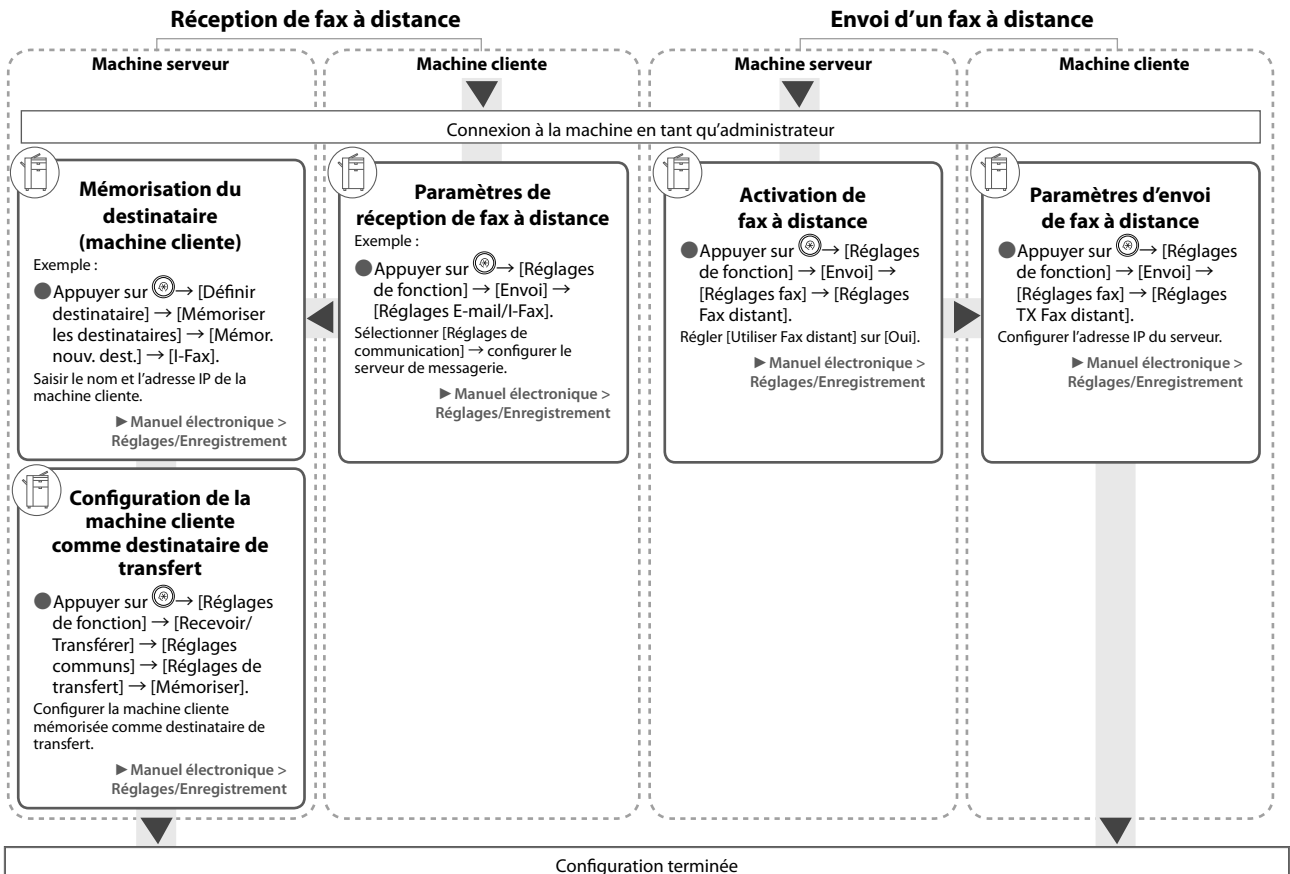 Réception de fax à distance
Envoi d'un fax à distance
Machine serveur
Machine cliente
Machine serveur
Machine cliente
Connexion à la machine en tant qu'administrateur
Mémorisation du
destinataire
(machine cliente)
Exemple :
Appuyer sur → [Définir
destinataire] → [Mémoriser
les destinataires] → [Mémor.
nouv. dest.] → [I-Fax].
Saisir le nom et l'adresse IP de la
machine cliente.
►Manuel électronique >
Réglages/Enregistrement
Paramètres de
réception de fax à distance
Exemple :
Appuyer sur → [Réglages
de fonction] → [Envoi] →
[Réglages E-mail/I-Fax].
Sélectionner [Réglages de
communication] → configurer le
serveur de messagerie.
►Manuel électronique >
Réglages/Enregistrement
Activation de
fax à distance
Appuyer sur → [Réglages
de fonction] → [Envoi] →
[Réglages fax] → [Réglages
Fax distant].
Régler [Utiliser Fax distant] sur [Oui].
►Manuel électronique >
Réglages/Enregistrement
Paramètres d'envoi
de fax à distance
Appuyer sur → [Réglages
de fonction] → [Envoi] →
[Réglages fax] → [Réglages
TX Fax distant].
Configurer l'adresse IP du serveur.
►Manuel électronique >
Réglages/Enregistrement
Configuration de la
machine cliente
comme destinataire de
transfert
Appuyer sur → [Réglages
de fonction] → [Recevoir/
Transférer] → [Réglages
communs] → [Réglages de
transfert] → [Mémoriser].
Configurer la machine cliente
mémorisée comme destinataire de
transfert.
►Manuel électronique >
Réglages/Enregistrement
Configuration terminée